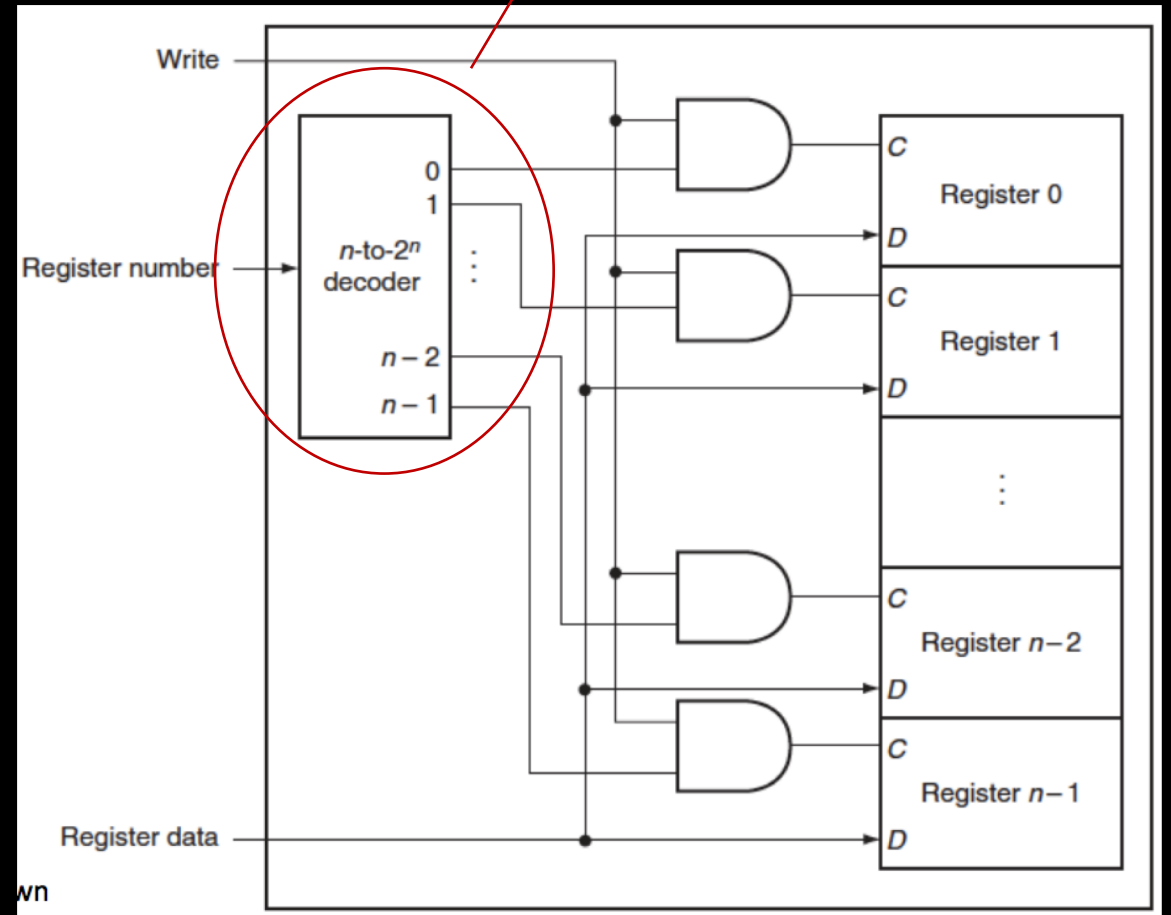 Write
0
1
n-to-2ⁿ
decoder
⋮
n – 2
n – 1
Register number
Register data
C
Register 0
D
C
Register 1
D
⋮
C
Register n – 2
D
C
Register n – 1
D
wn